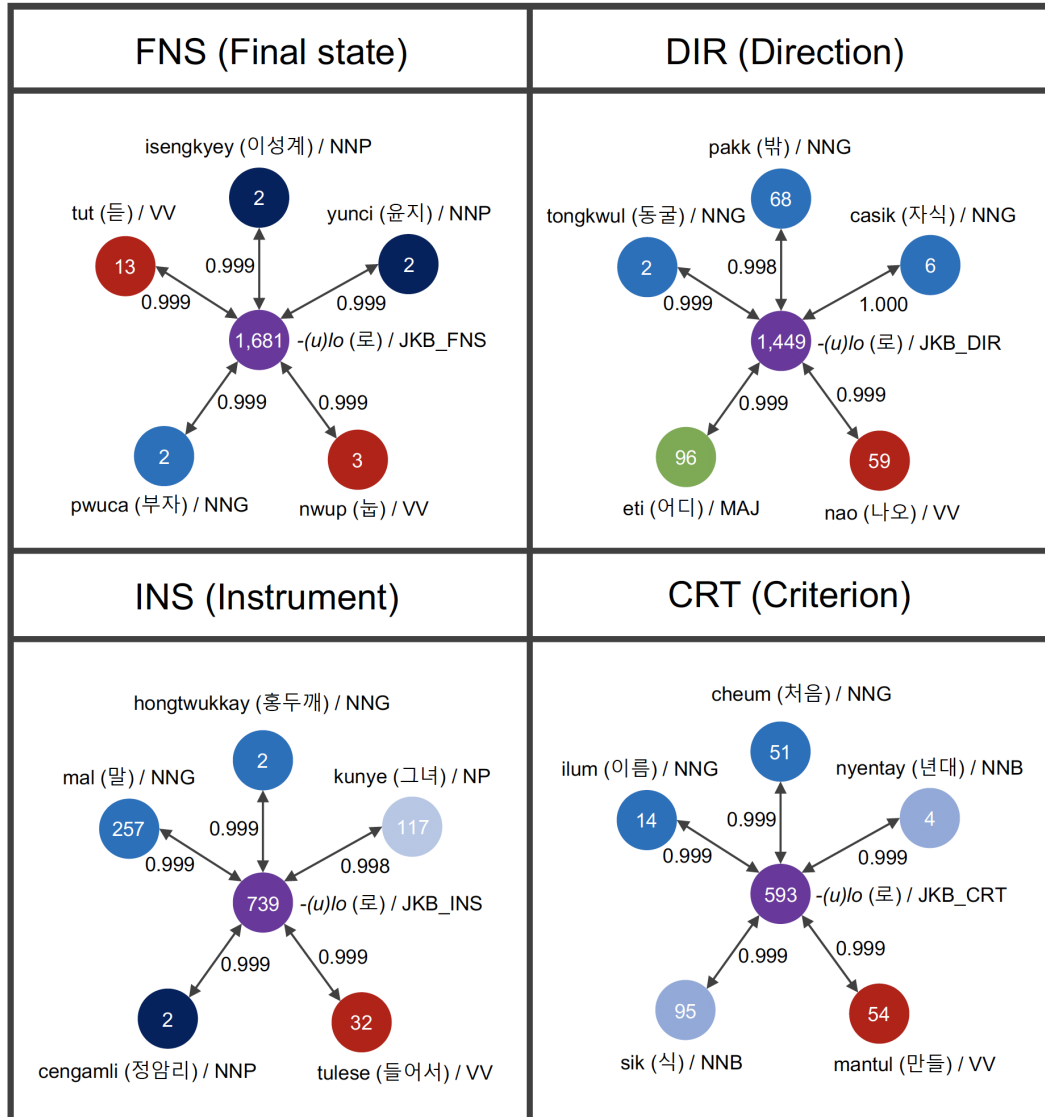 FNS (Final state)
DIR (Direction)
isengkyey (이성계) / NNP
2
tut (듣) / VV
13
yunci (윤지) / NNP
2
0.999
0.999
0.999
1,681
-(u)lo (로) / JKB_FNS
0.999
0.999
2
3
pwuca (부자) / NNG
nwup (눕) / VV
pakk (밖) / NNG
68
tongkwul (동굴) / NNG
2
casik (자식) / NNG
6
0.998
0.999
1.000
1,449
-(u)lo (로) / JKB_DIR
0.999
0.999
96
59
eti (어디) / MAJ
nao (나오) / VV
INS (Instrument)
CRT (Criterion)
hongtwukkay (홍두깨) / NNG
2
mal (말) / NNG
257
kunye (그녀) / NP
117
0.999
0.999
0.998
739
-(u)lo (로) / JKB_INS
0.999
0.999
2
32
cengamli (정암리) / NNP
tulese (들어서) / VV
cheum (처음) / NNG
51
ilum (이름) / NNG
14
nyentay (년대) / NNB
4
0.999
0.999
0.999
593
-(u)lo (로) / JKB_CRT
0.999
0.999
95
54
sik (식) / NNB
mantul (만들) / VV